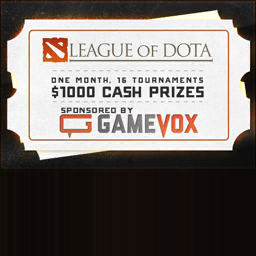 LEAGUE OF DOTA
ONE MONTH, 16 TOURNAMENTS
$1000 CASH PRIZES
SPONSORED BY
GAMEVOX